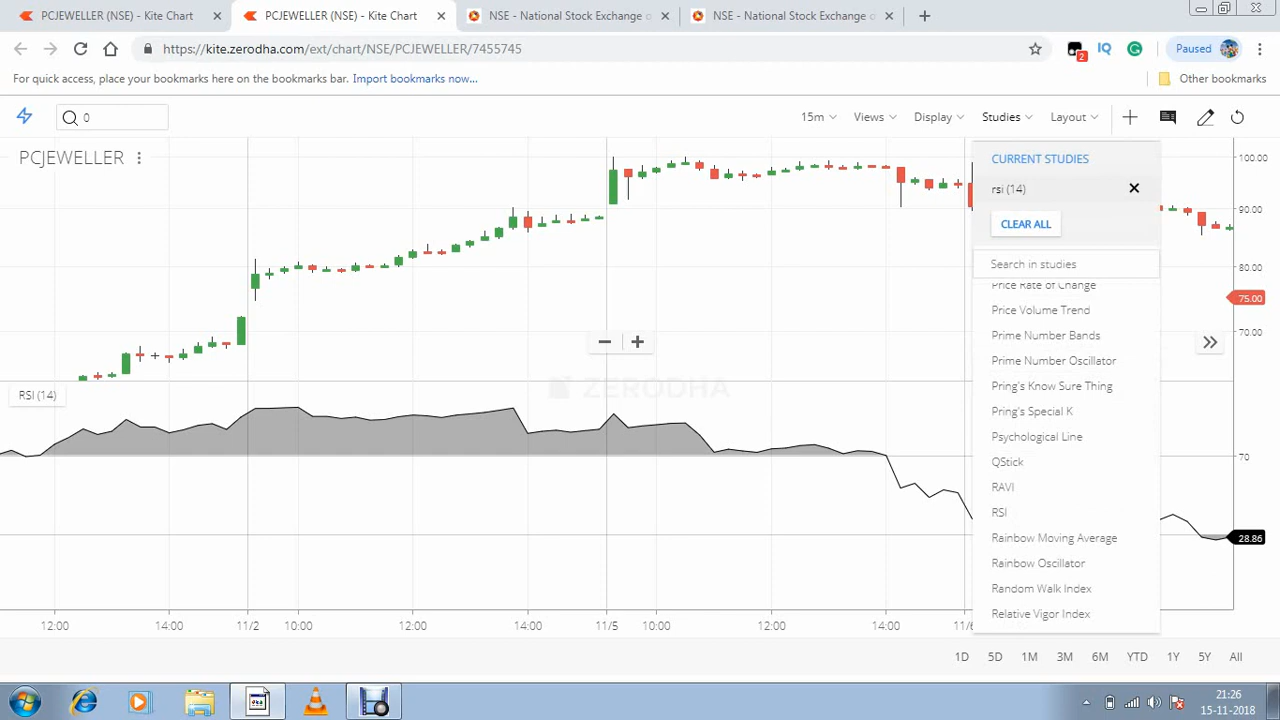 PCJEWELLER (NSE) - Kite Chart
PCJEWELLER (NSE) - Kite Chart
NSE - National Stock Exchange o
NSE - National Stock Exchange o
https://kite.zerodha.com/ext/chart/NSE/PCJEWELLER/7455745
2
IQ
Paused
For quick access, place your bookmarks here on the bookmarks bar. Import bookmarks now...
Other bookmarks
0
15m
Views
Display
Studies
Layout
PCJEWELLER
CURRENT STUDIES
rsi (14)
CLEAR ALL
Search in studies
Price Rate of Change
Price Volume Trend
Prime Number Bands
Prime Number Oscillator
Pring's Know Sure Thing
Pring's Special K
Psychological Line
QStick
RAVI
RSI
Rainbow Moving Average
Rainbow Oscillator
Random Walk Index
Relative Vigor Index
100.00
90.00
80.00
75.00
70.00
ZERODHA
RSI (14)
70
28.86
12:00
14:00
11/2
10:00
12:00
14:00
11/5
10:00
12:00
14:00
11/6
1D
5D
1M
3M
6M
YTD
1Y
5Y
All
21:26
15-11-2018